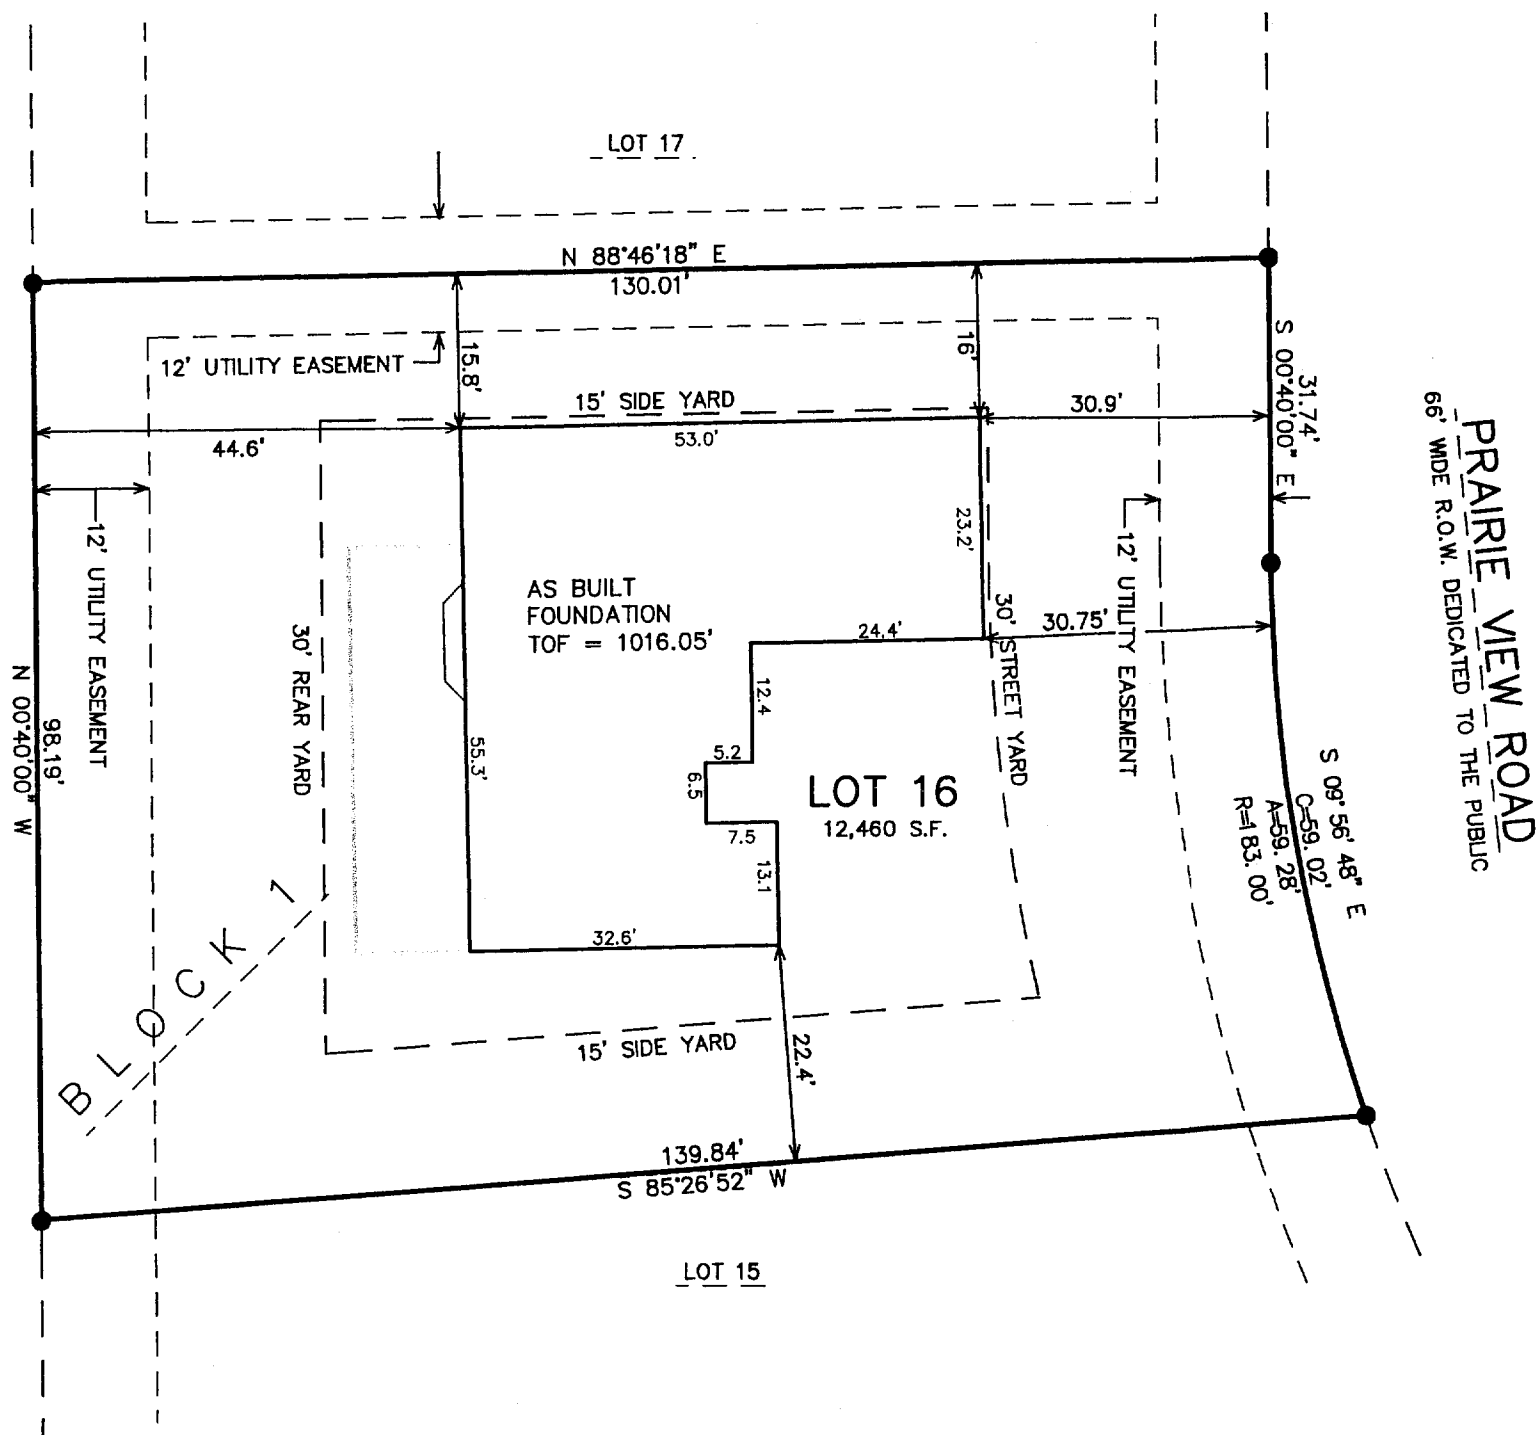 LOT 17
N 88°46'18" E
130.01'
12' UTILITY EASEMENT
15.8'
16'
15' SIDE YARD
30.9'
44.6'
53.0'
S 00°40'00" E
31.74'
PRAIRIE VIEW ROAD
66' WIDE R.O.W. DEDICATED TO THE PUBLIC
12' UTILITY EASEMENT
23.2'
12' UTILITY EASEMENT
AS BUILT
FOUNDATION
TOF = 1016.05'
30' REAR YARD
24.4'
30' STREET YARD
30.75'
12.4
N 00°40'00" W
98.19'
55.3'
5.2
6.5
7.5
LOT 16
12,460 S.F.
S 09°56'48" E
C=59.02'
A=59.28'
R=183.00'
13.1
32.6'
BLOCK 1
15' SIDE YARD
22.4'
139.84'
S 85°26'52" W
LOT 15